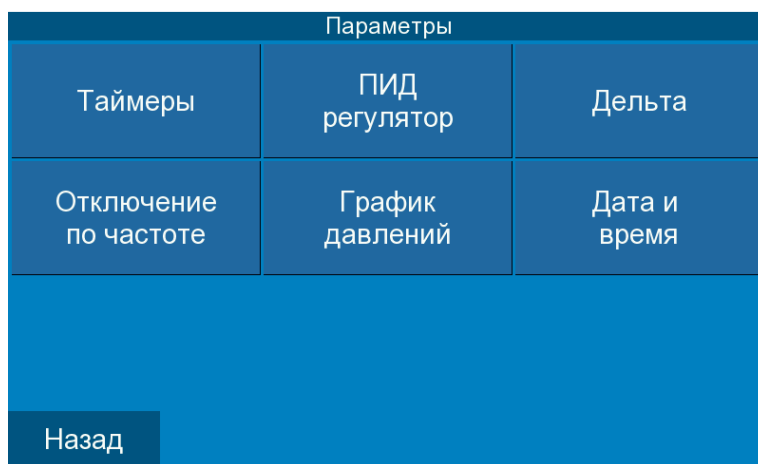 Параметры
Таймеры
ПИД
регулятор
Дельта
Отключение
по частоте
График
давлений
Дата и
время
Назад